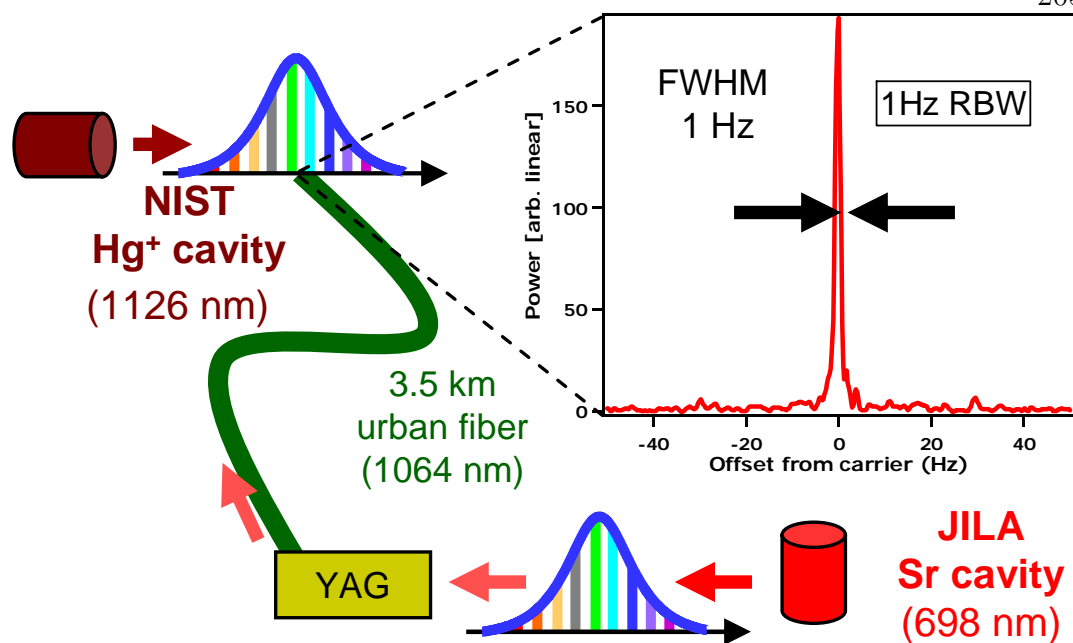 FWHM
1 Hz
1Hz RBW
Power [arb. linear]
150
100
50
0
-40
-20
0
20
40
Offset from carrier (Hz)
NIST
Hg⁺ cavity
(1126 nm)
3.5 km
urban fiber
(1064 nm)
YAG
JILA
Sr cavity
(698 nm)